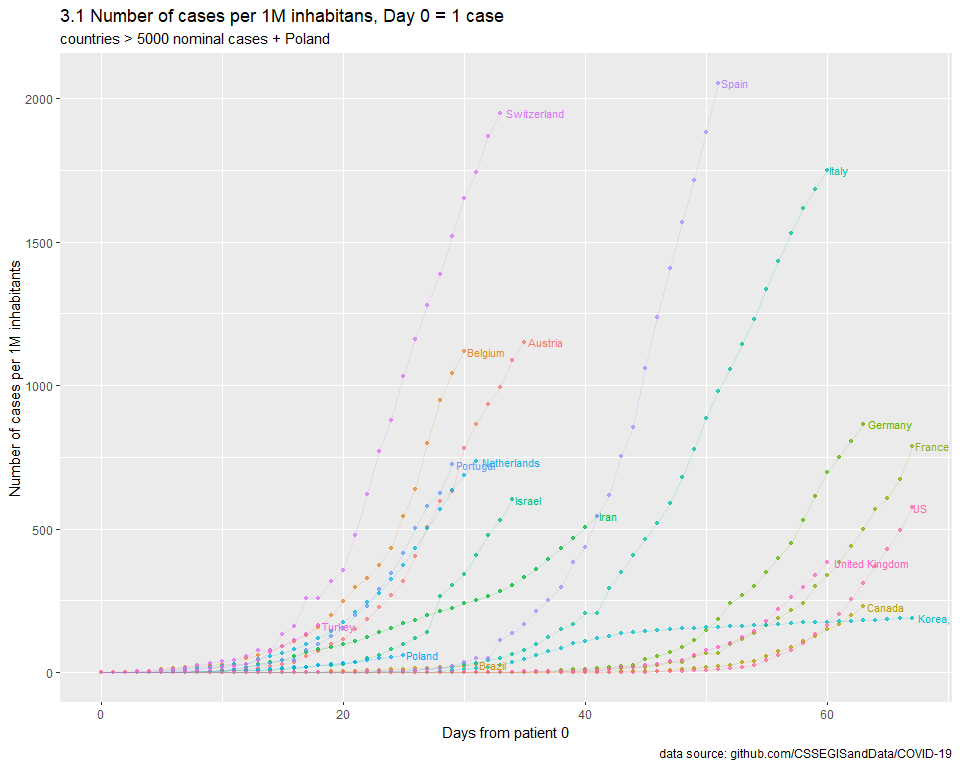 3.1 Number of cases per 1M inhabitans, Day 0 = 1 case
countries > 5000 nominal cases + Poland
Number of cases per 1M inhabitants
2000
1500
1000
500
0
Spain
Switzerland
Italy
Belgium
Austria
Germany
France
Portugal
Netherlands
Israel
Iran
US
United Kingdom
Canada
Korea,
Turkey
Poland
Brazil
0 20 40 60
Days from patient 0
data source: github.com/CSSEGISandData/COVID-19